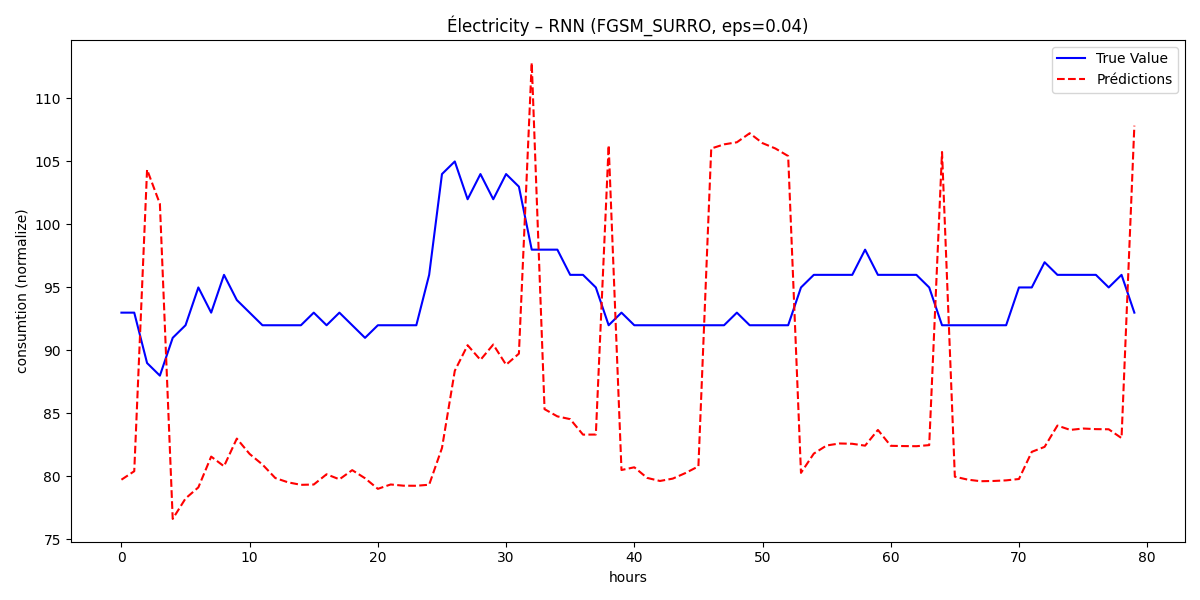 Électricity – RNN (FGSM_SURRO, eps=0.04)
True Value
Prédictions
consumtion (normalize)
110
105
100
95
90
85
80
75
0 10 20 30 40 50 60 70 80
hours